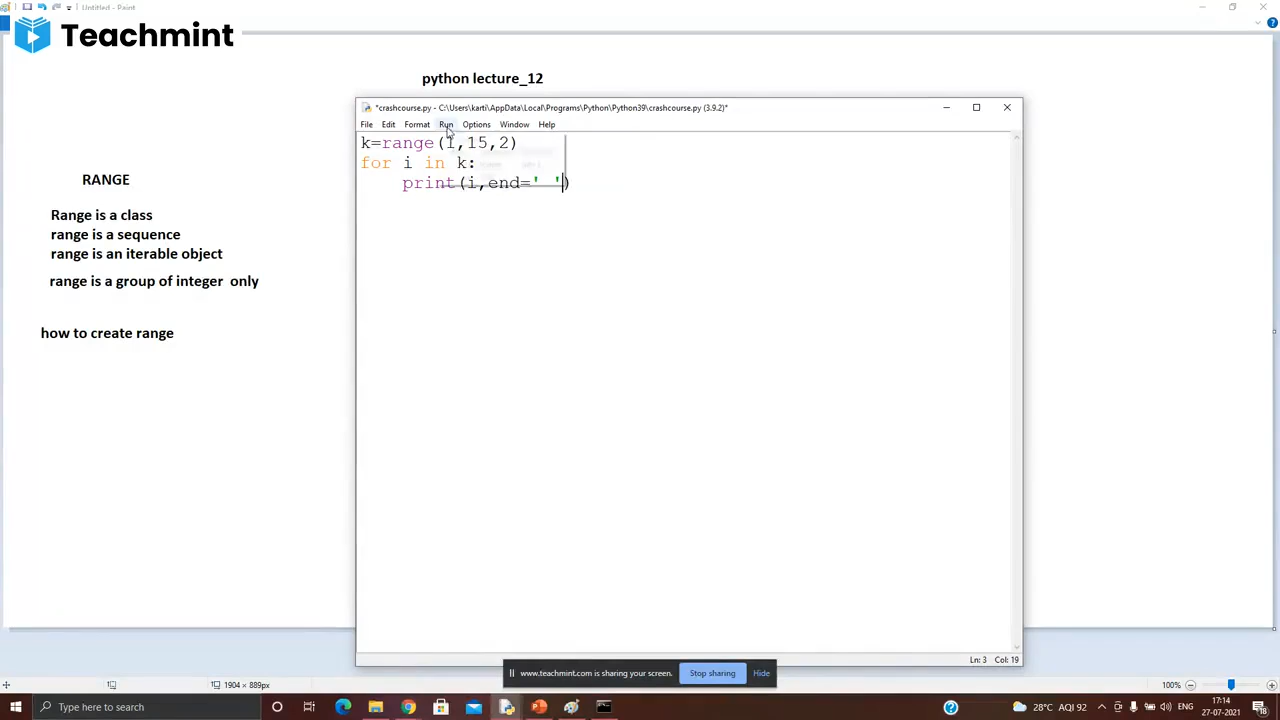 Untitled - Paint
Teachmint
python lecture_12
*crashcourse.py - C:\Users\karti\AppData\Local\Programs\Python\Python39\crashcourse.py (3.9.2)*
File Edit Format Run Options Window Help
k=range(1,15,2)
for i in k:
print(i,end=' ')
RANGE
Range is a class
range is a sequence
range is an iterable object
range is a group of integer only
how to create range
Ln: 3 Col: 19
www.teachmint.com is sharing your screen.
Stop sharing
Hide
1904 × 889px
100%
Type here to search
28°C AQI 92
17:14
27-07-2021
18